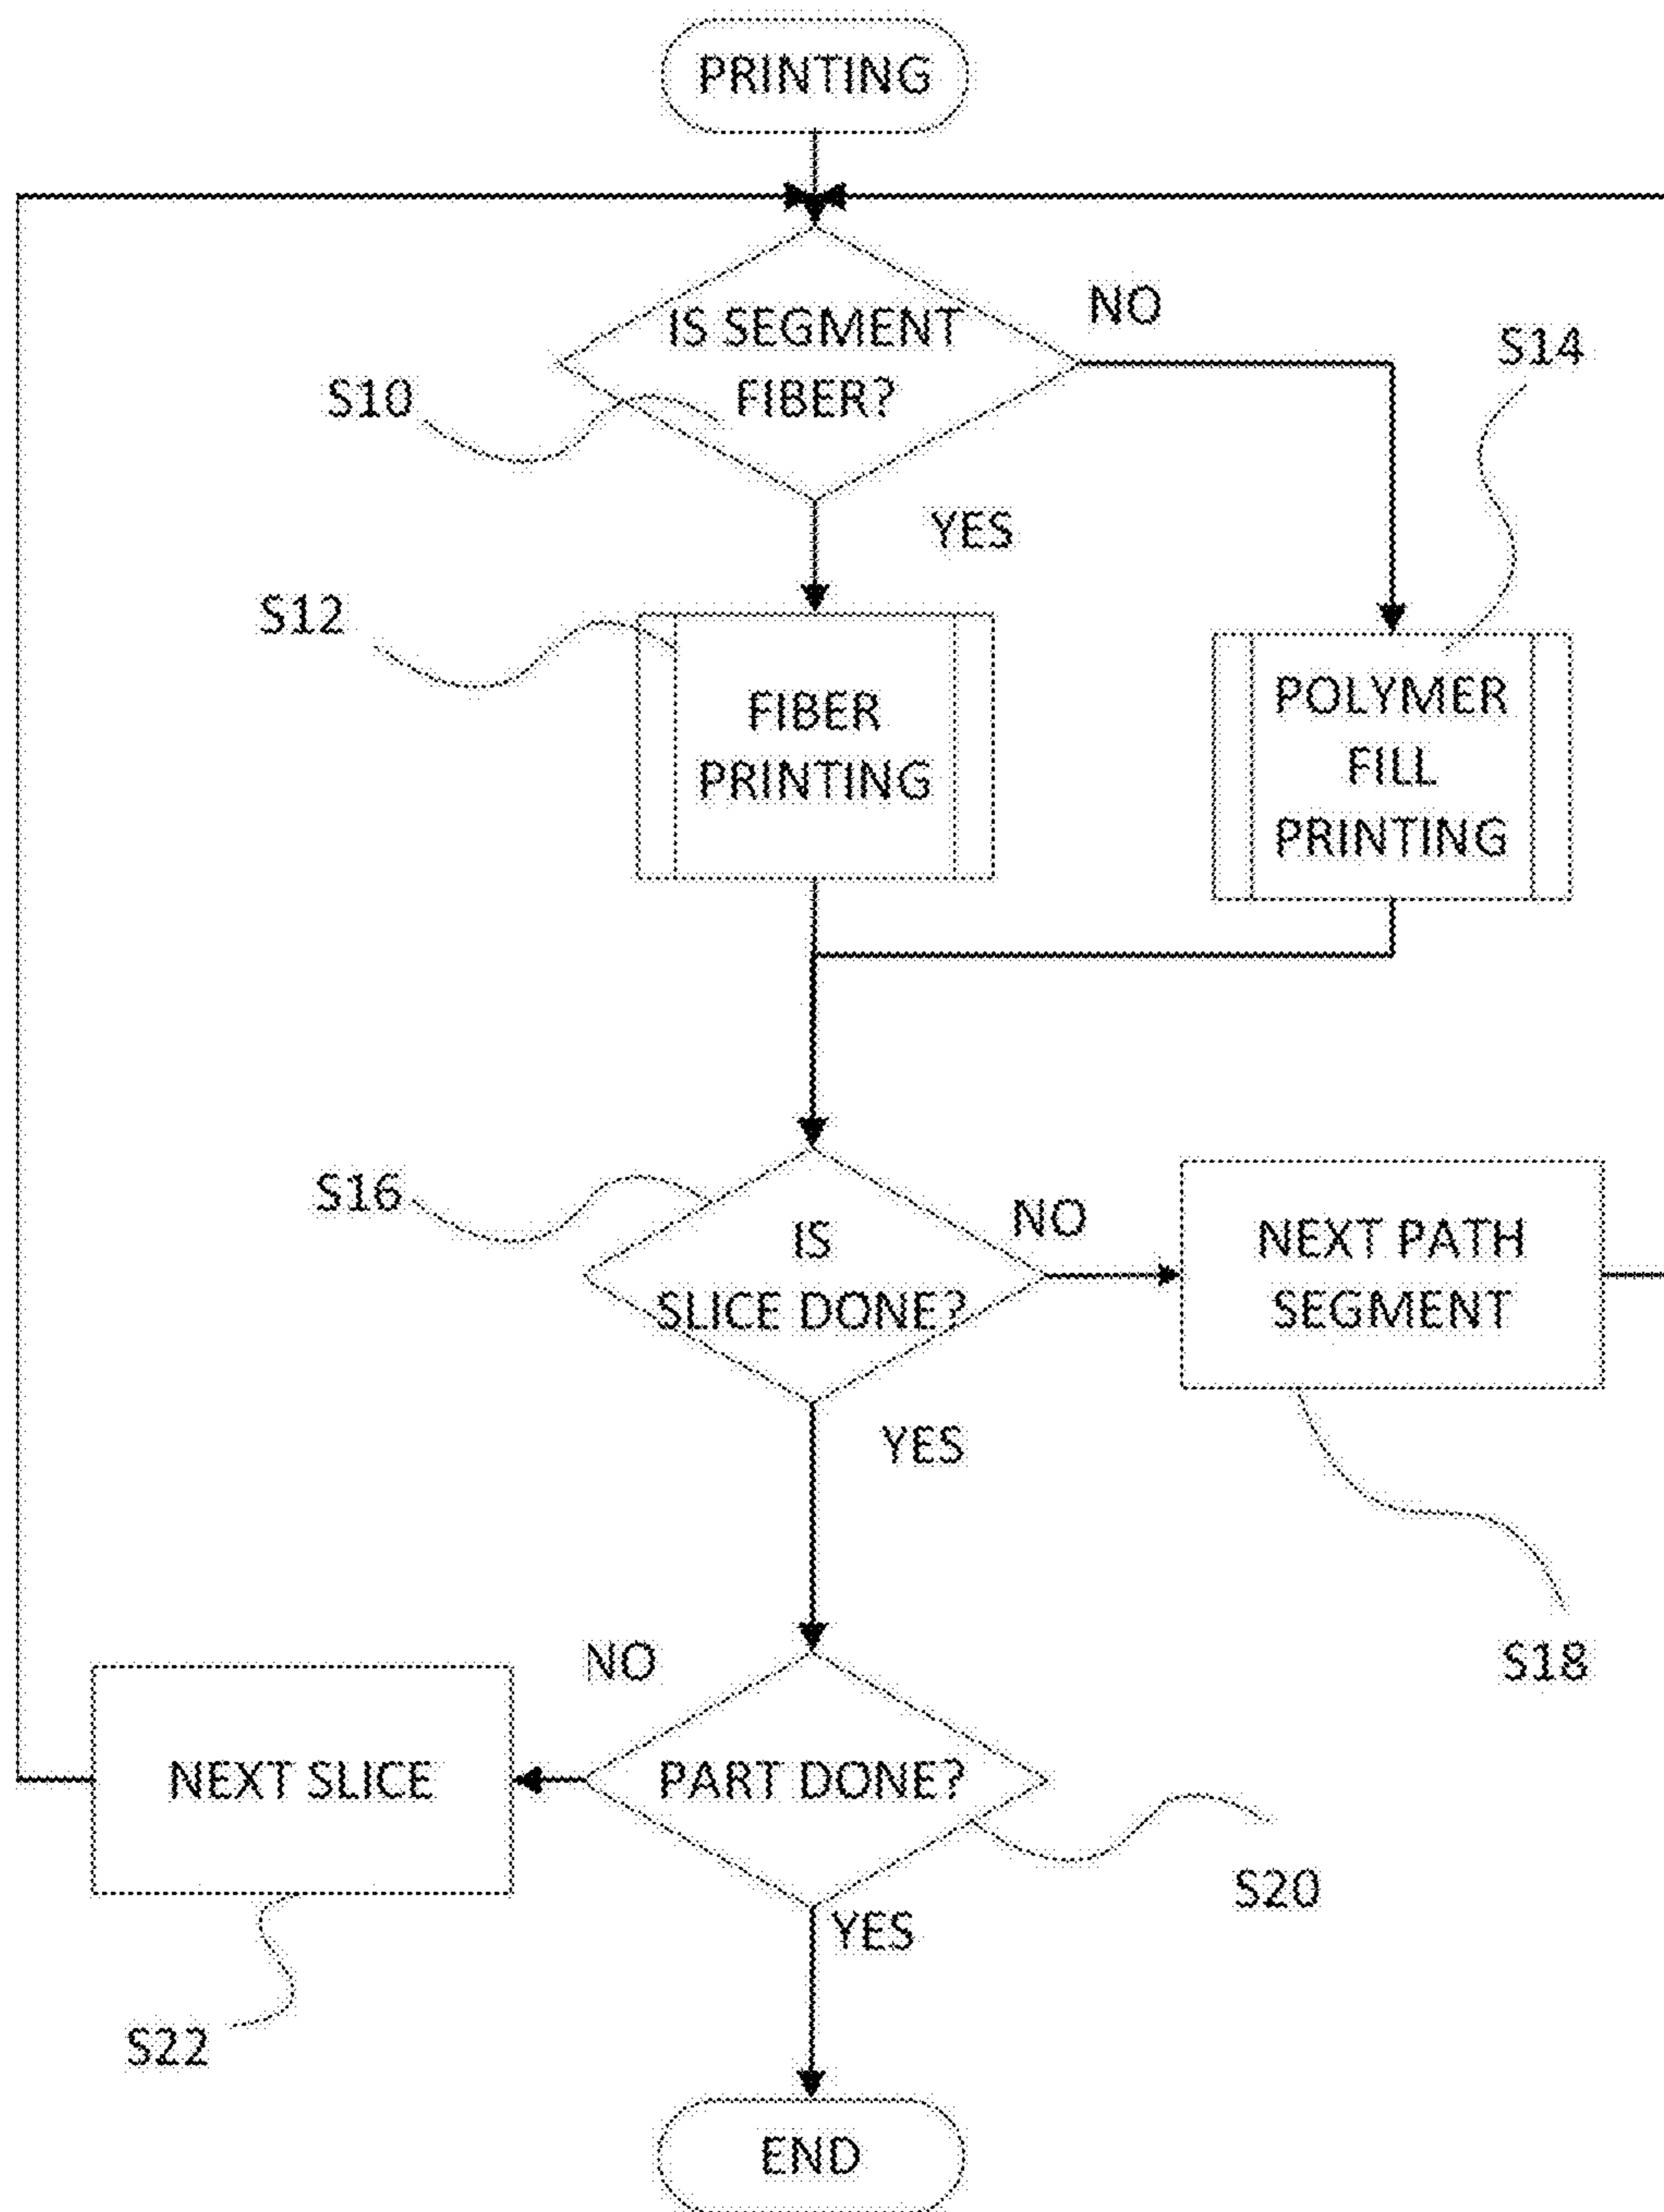 PRINTING
IS SEGMENT
FIBER?
NO
S14
S10
YES
S12
FIBER
PRINTING
POLYMER
FILL
PRINTING
S16
IS
SLICE DONE?
NO
NEXT PATH
SEGMENT
YES
S18
NO
NEXT SLICE
PART DONE?
S20
YES
S22
END